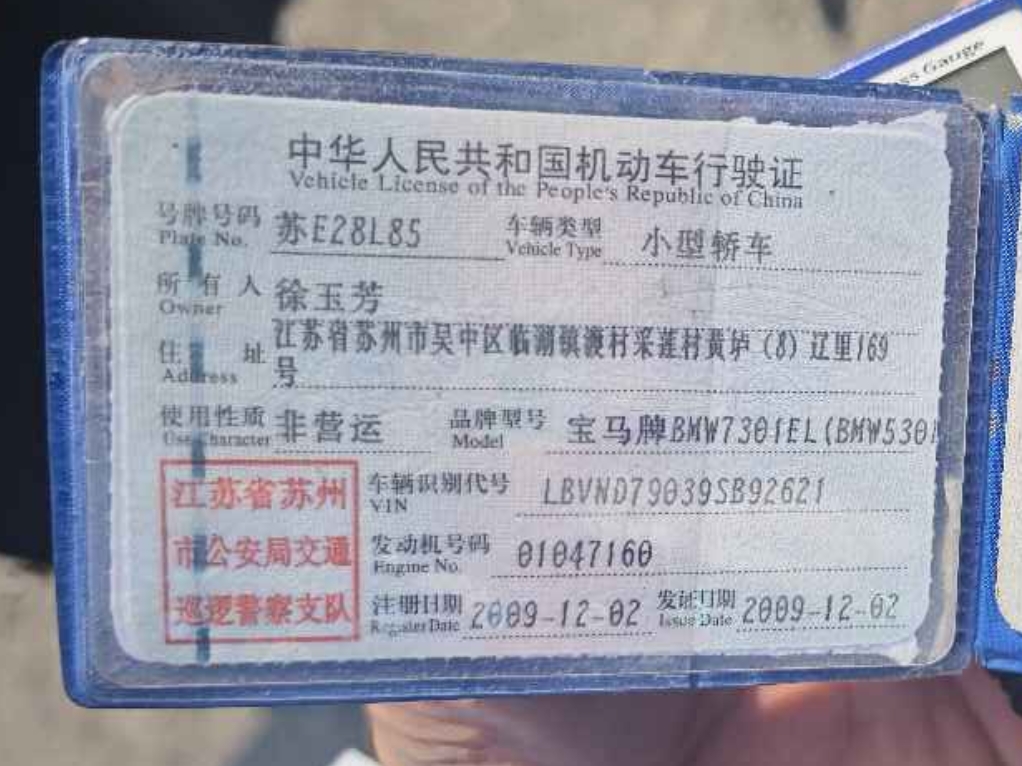 ss Gauge
中华人民共和国机动车行驶证
Vehicle License of the People's Republic of China
号牌号码 苏E28L85 车辆类型 小型轿车
Plate No. Vehicle Type
所有人 徐玉芳
Owner
住址 江苏省苏州市吴中区临湖镇渡村采莲村黄垆(8)辽里169
Address 号
使用性质 非营运 品牌型号 宝马牌BMW7301EL(BMW530
Use Character Model
江苏省苏州 车辆识别代号 LBVND79039SB92621
VIN
市公安局交通 发动机号码 01047160
Engine No.
巡逻警察支队 注册日期 2009-12-02 发证日期 2009-12-02
Register Date Issue Date